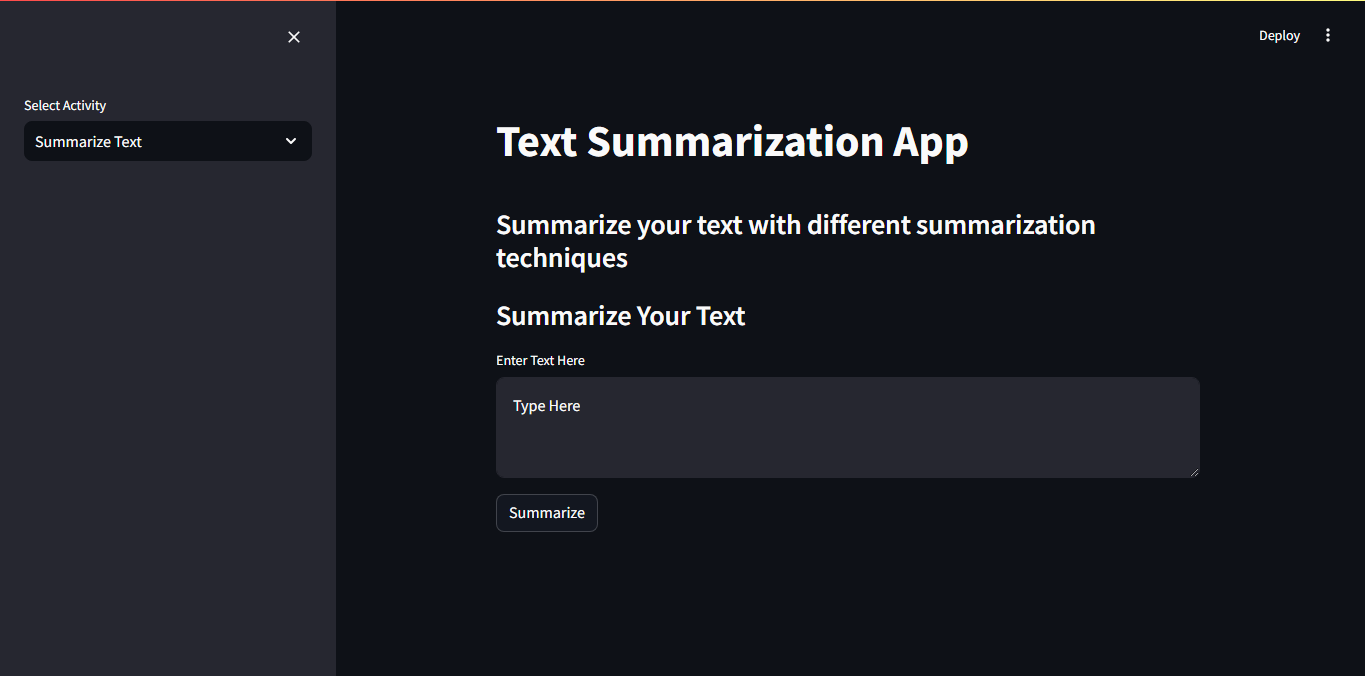 Deploy
Select Activity
Summarize Text
Text Summarization App
Summarize your text with different summarization
techniques
Summarize Your Text
Enter Text Here
Type Here
Summarize